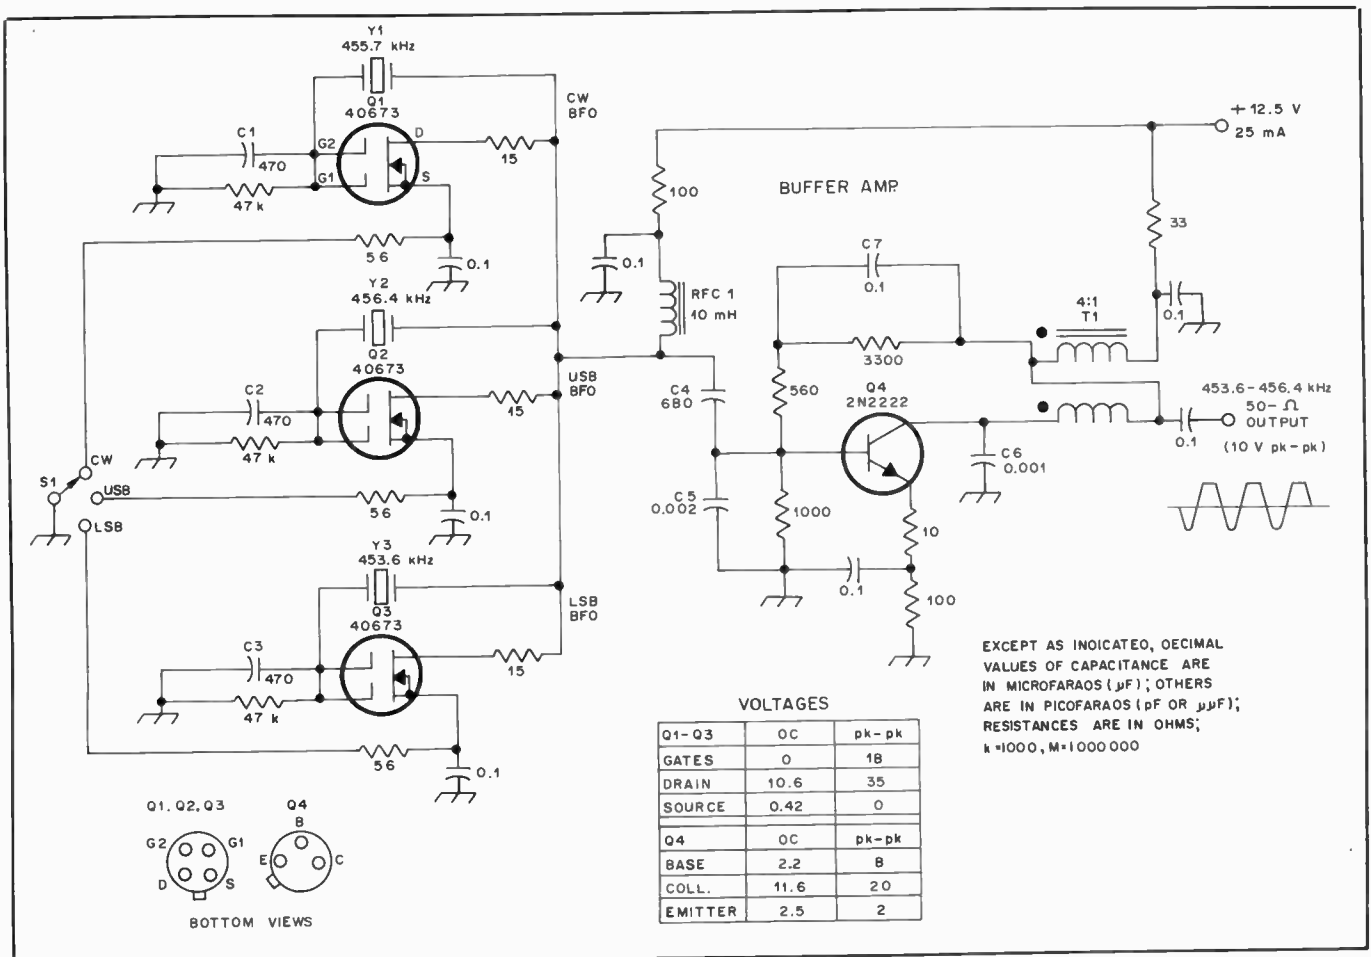 Y1
455.7 kHz
Q1
40673
C1
470
G2
G1
D
S
47 k
15
56
0.1
CW
BFO
Y2
456.4 kHz
Q2
40673
C2
470
47 k
15
56
0.1
USB
BFO
S1
CW
USB
LSB
Y3
453.6 kHz
Q3
40673
C3
470
47 k
15
56
0.1
LSB
BFO
+12.5 V
25 mA
BUFFER AMP.
100
0.1
RFC 1
10 mH
C7
0.1
3300
560
33
0.1
4:1
T1
C4
680
C5
0.002
1000
Q4
2N2222
C6
0.001
10
0.1
100
0.1
453.6-456.4 kHz
50-Ω
OUTPUT
(10 V pk-pk)
EXCEPT AS INDICATEO, OECIMAL
VALUES OF CAPACITANCE ARE
IN MICROFARAOS (µF); OTHERS
ARE IN PICOFARAOS (pF OR µµF);
RESISTANCES ARE IN OHMS;
k=1000, M=1000000
VOLTAGES
Q1-Q3 OC pk-pk
GATES 0 18
DRAIN 10.6 35
SOURCE 0.42 0
Q4 OC pk-pk
BASE 2.2 8
COLL. 11.6 20
EMITTER 2.5 2
Q1, Q2, Q3
G2
G1
D
S
Q4
B
E
C
BOTTOM VIEWS